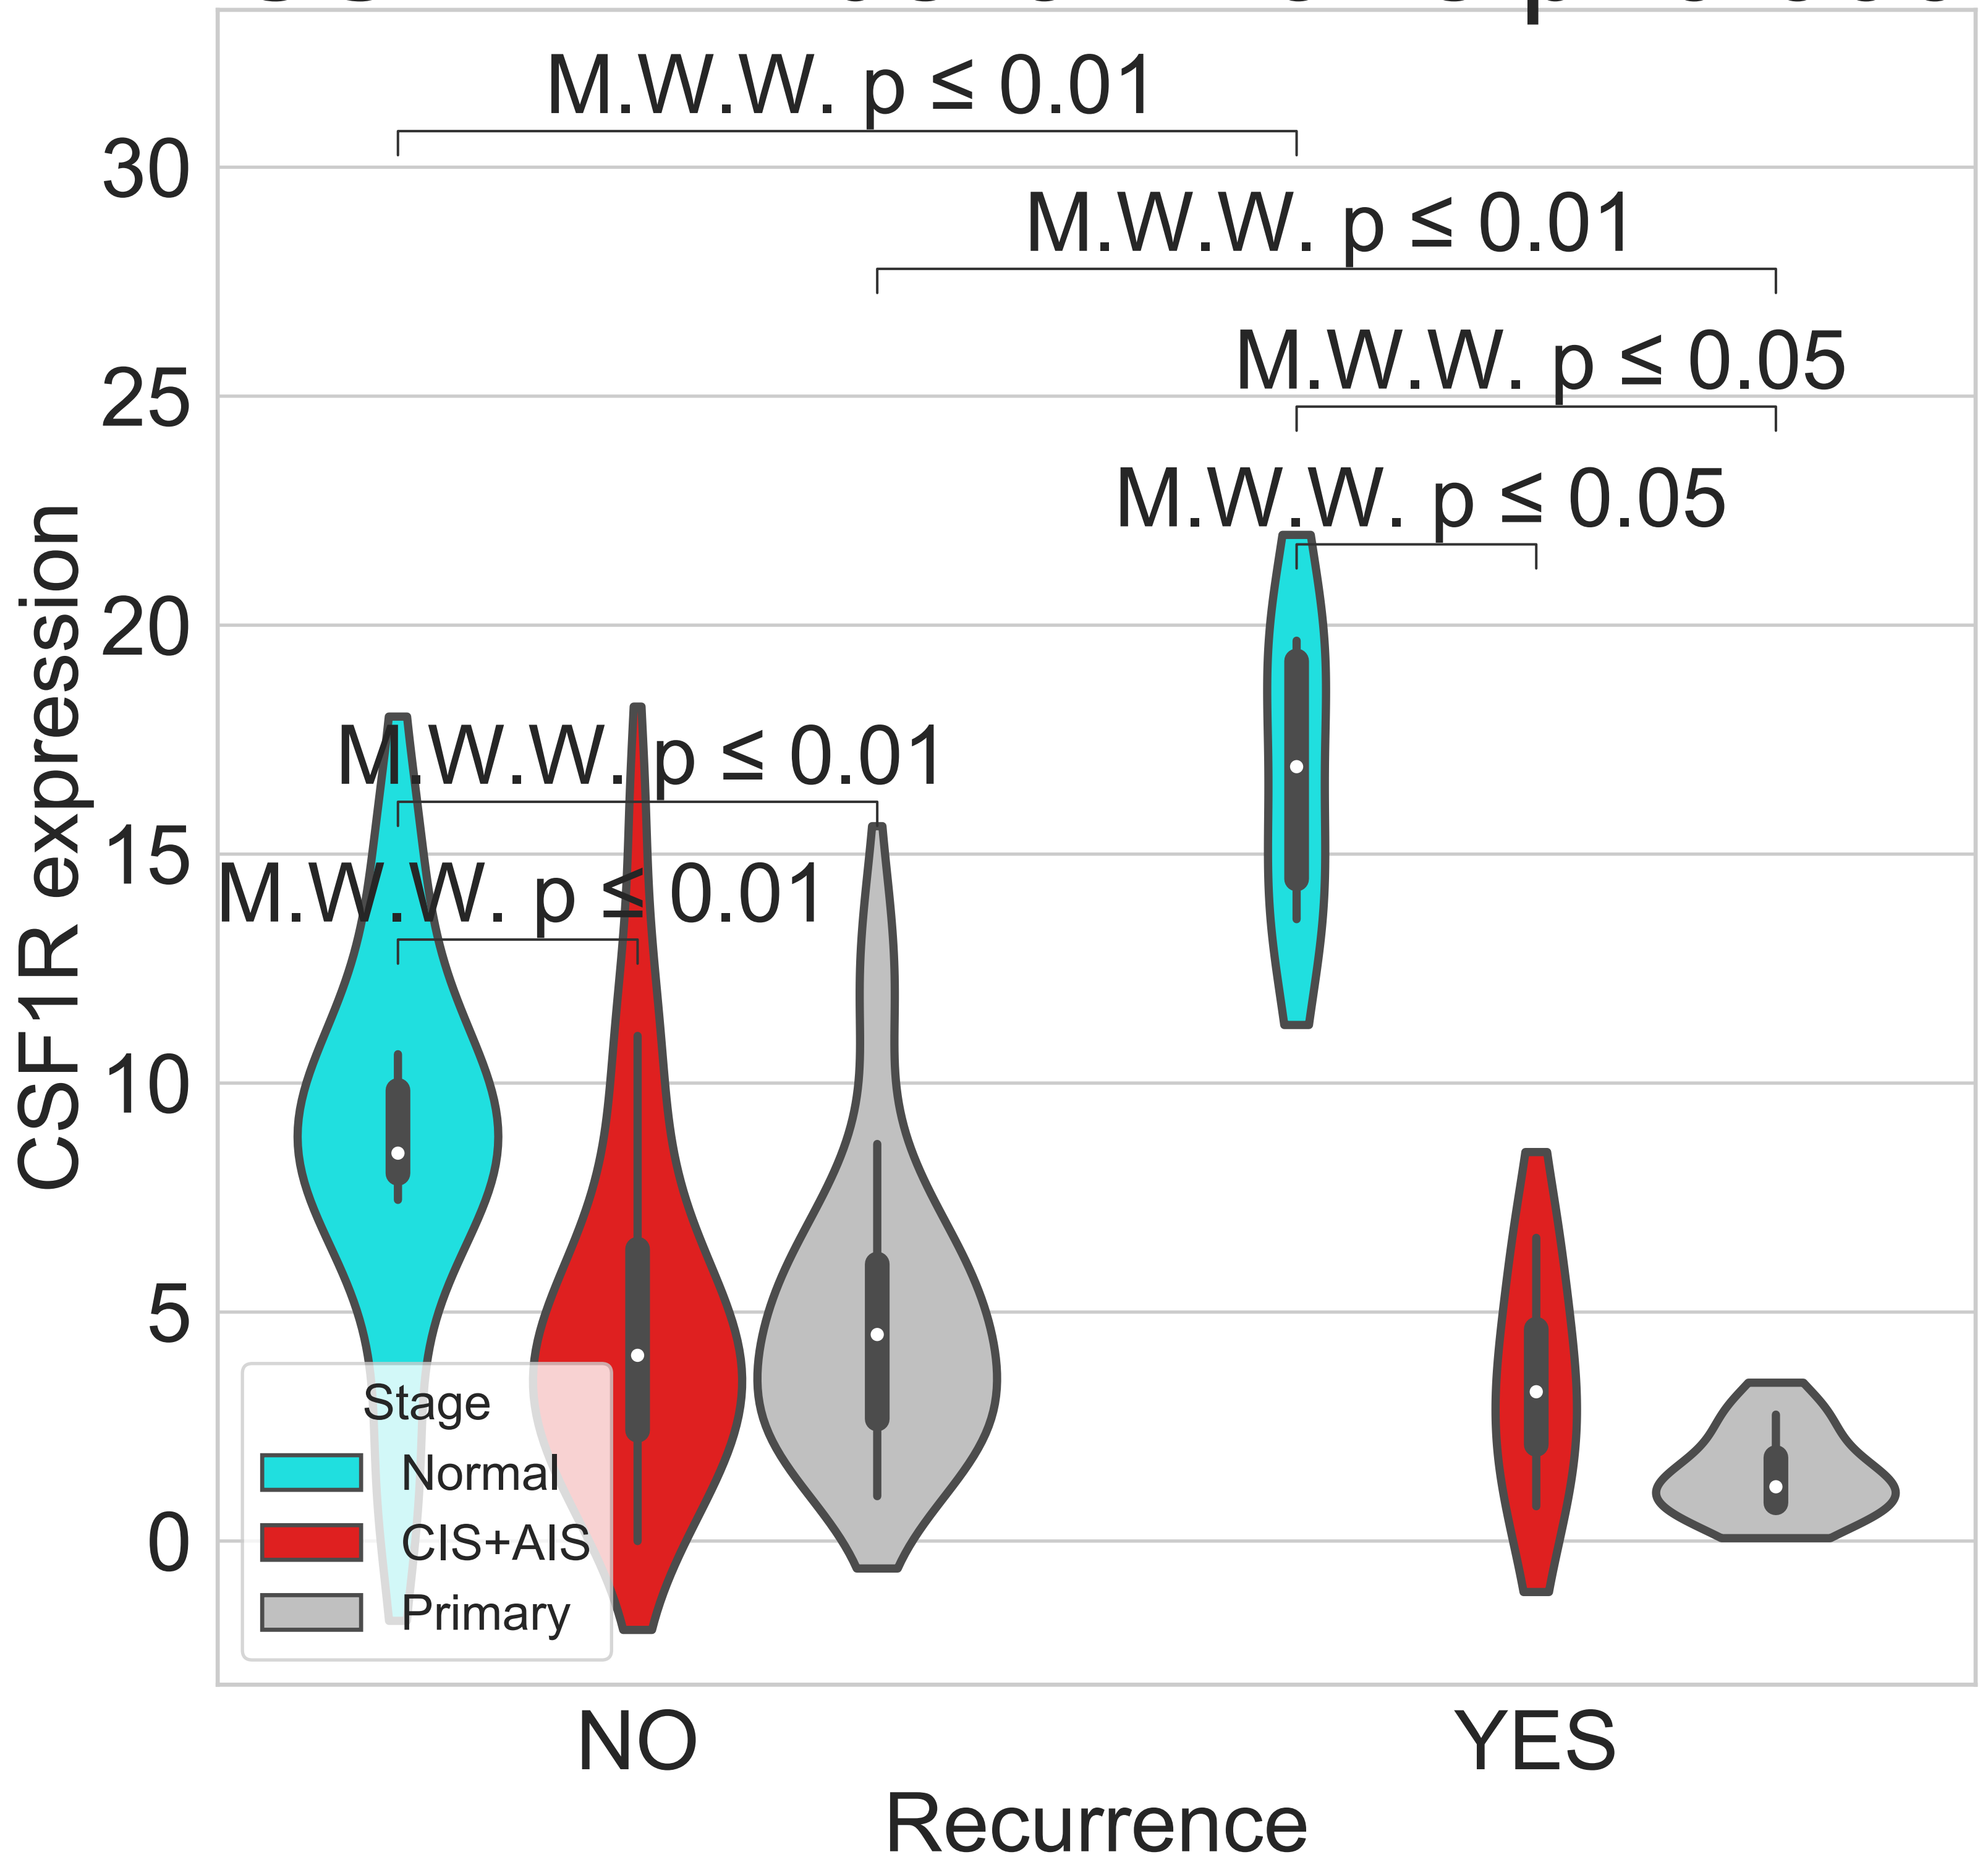 M.W.W. p ≤ 0.01
30
M.W.W. p ≤ 0.01
M.W.W. p ≤ 0.05
25
M.W.W. p ≤ 0.05
20
M.W.W. p ≤ 0.01
15
M.W.W. p ≤ 0.01
10
5
0
CSF1R expression
Stage
Normal
CIS+AIS
Primary
NO
YES
Recurrence